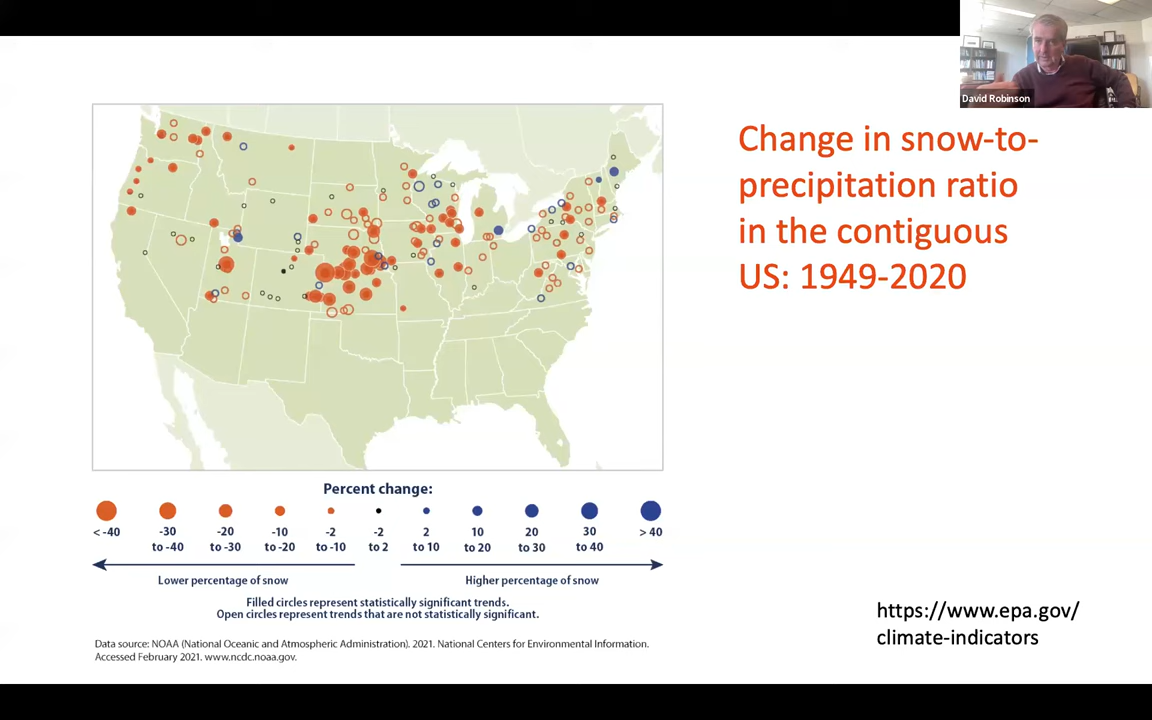 David Robinson
Change in snow-to-
precipitation ratio
in the contiguous
US: 1949-2020
Percent change:
< -40
-30
to -40
-20
to -30
-10
to -20
-2
to -10
-2
to 2
2
to 10
10
to 20
20
to 30
30
to 40
> 40
Lower percentage of snow
Higher percentage of snow
Filled circles represent statistically significant trends.
Open circles represent trends that are not statistically significant.
Data source: NOAA (National Oceanic and Atmospheric Administration). 2021. National Centers for Environmental Information.
Accessed February 2021. www.ncdc.noaa.gov.
https://www.epa.gov/
climate-indicators